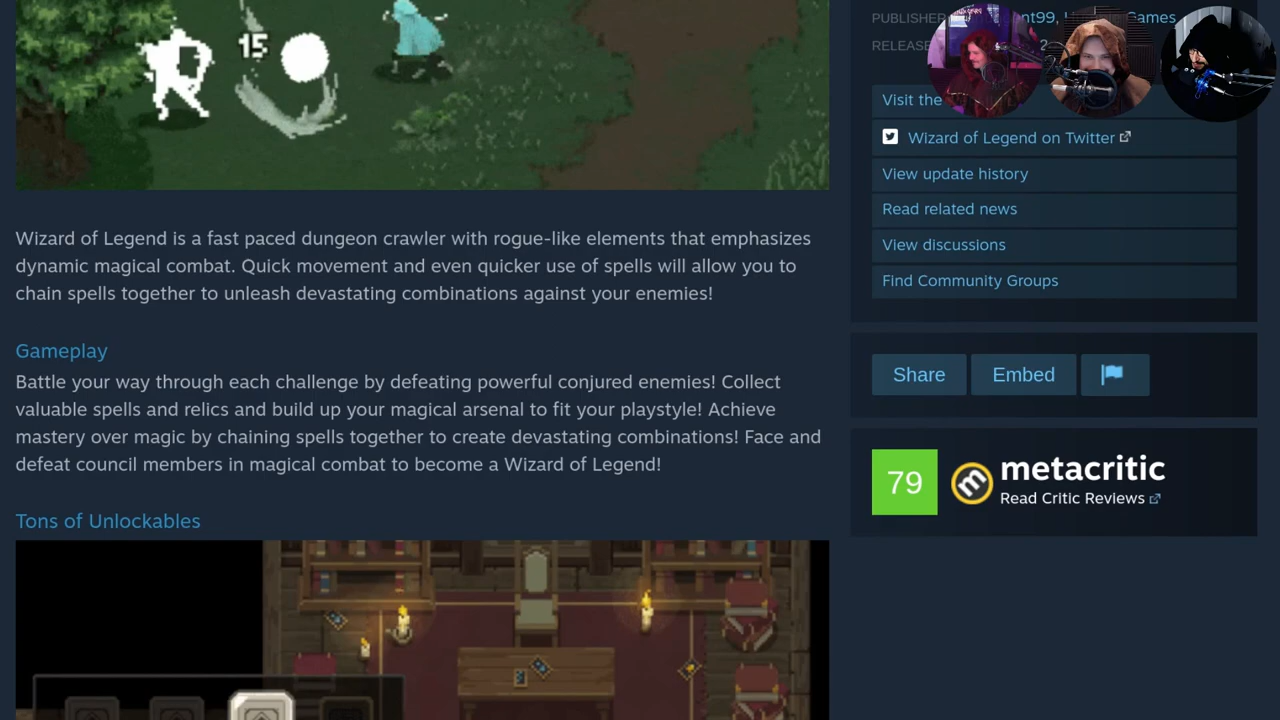 15
Wizard of Legend is a fast paced dungeon crawler with rogue-like elements that emphasizes
dynamic magical combat. Quick movement and even quicker use of spells will allow you to
chain spells together to unleash devastating combinations against your enemies!
Gameplay
Battle your way through each challenge by defeating powerful conjured enemies! Collect
valuable spells and relics and build up your magical arsenal to fit your playstyle! Achieve
mastery over magic by chaining spells together to create devastating combinations! Face and
defeat council members in magical combat to become a Wizard of Legend!
Tons of Unlockables
PUBLISHER
Games
RELEASE
Visit the
Wizard of Legend on Twitter
View update history
Read related news
View discussions
Find Community Groups
Share
Embed
79
metacritic
Read Critic Reviews